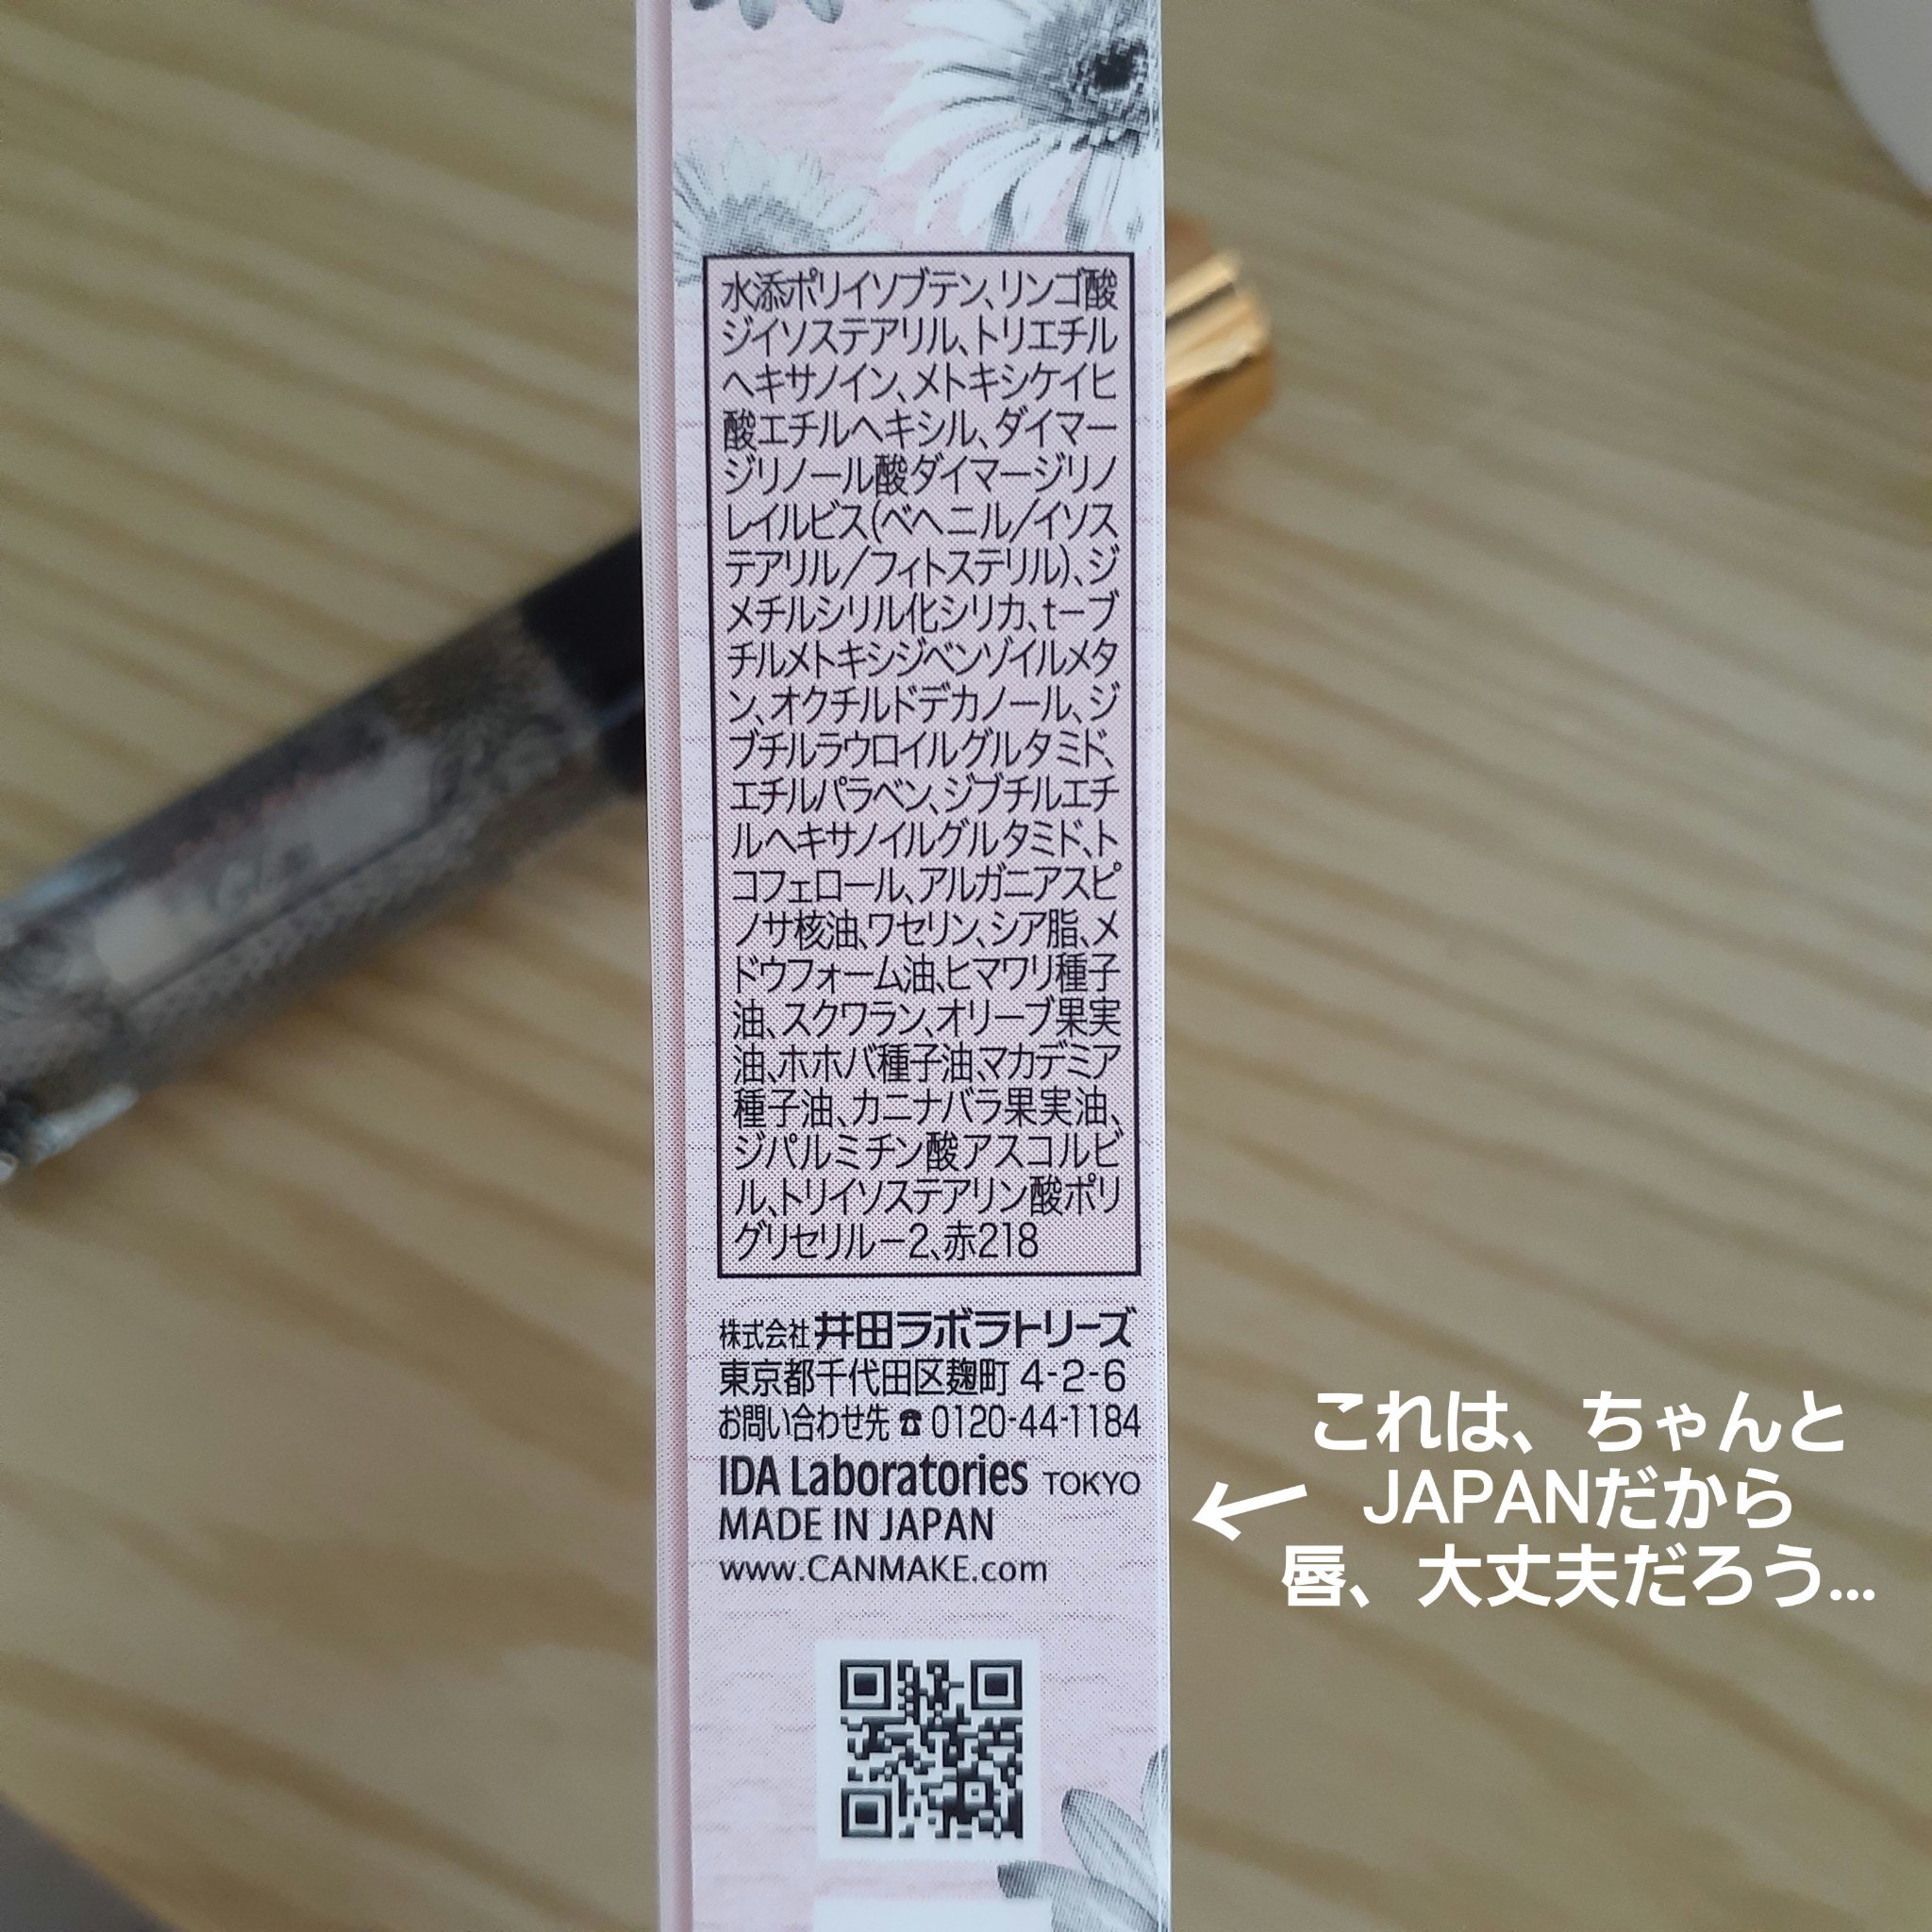 水添ポリイソブテン、リンゴ酸
ジイソステアリル、トリエチル
ヘキサノイン、メトキシケイヒ
酸エチルヘキシル、ダイマー
ジリノール酸ダイマージリノ
レイルビス(ベヘニル/イソス
テアリル/フィトステリル)、ジ
メチルシリル化シリカ、t-ブ
チルメトキシジベンゾイルメタ
ン、オクチルドデカノール、ジ
ブチルラウロイルグルタミド、
エチルパラベン、ジブチルエチ
ルヘキサノイルグルタミド、ト
コフェロール、アルガニアスピ
ノサ核油、ワセリン、シア脂、メ
ドウフォーム油、ヒマワリ種子
油、スクワラン、オリーブ果実
油、ホホバ種子油、マカデミア
種子油、カニナバラ果実油、
ジパルミチン酸アスコルビ
ル、トリイソステアリン酸ポリ
グリセリル-2、赤218
株式会社 井田ラボラトリーズ
東京都千代田区麹町 4-2-6
お問い合わせ先 ☎ 0120-44-1184
IDA Laboratories TOKYO
MADE IN JAPAN
www.CANMAKE.com
これは、ちゃんと
← JAPANだから
唇、大丈夫だろう…